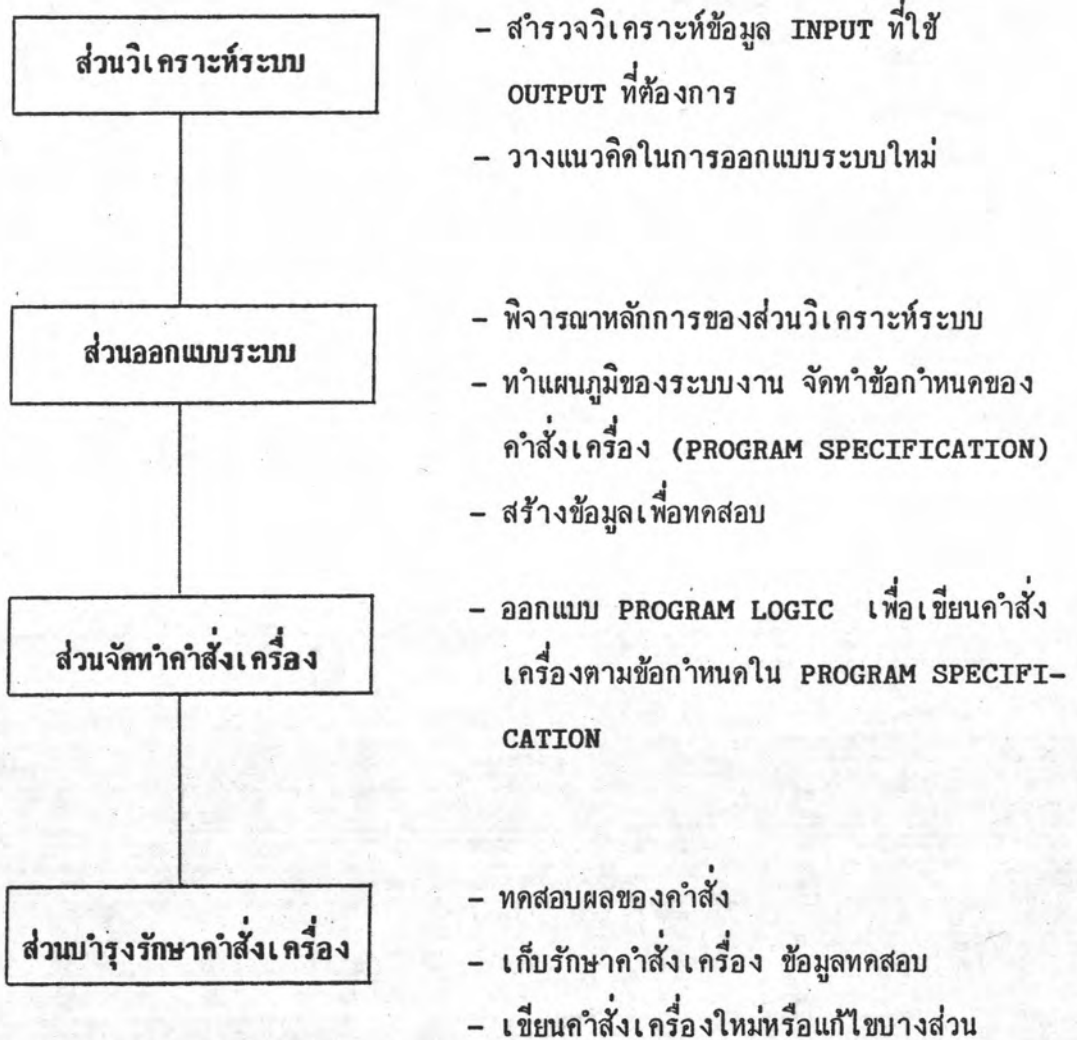 ส่วนวิเคราะห์ระบบ
- สำรวจวิเคราะห์ข้อมูล INPUT ที่ใช้
OUTPUT ที่ต้องการ
- วางแนวคิดในการออกแบบระบบใหม่
ส่วนออกแบบระบบ
- พิจารณาหลักการของส่วนวิเคราะห์ระบบ
- ทำแผนภูมิของระบบงาน จัดทำข้อกำหนดของ
คำสั่งเครื่อง (PROGRAM SPECIFICATION)
- สร้างข้อมูลเพื่อทดสอบ
ส่วนจัดทำคำสั่งเครื่อง
- ออกแบบ PROGRAM LOGIC เพื่อเขียนคำสั่ง
เครื่องตามข้อกำหนดใน PROGRAM SPECIFI-
CATION
ส่วนบำรุงรักษาคำสั่งเครื่อง
- ทดสอบผลของคำสั่ง
- เก็บรักษาคำสั่งเครื่อง ข้อมูลทดสอบ
- เขียนคำสั่งเครื่องใหม่หรือแก้ไขบางส่วน